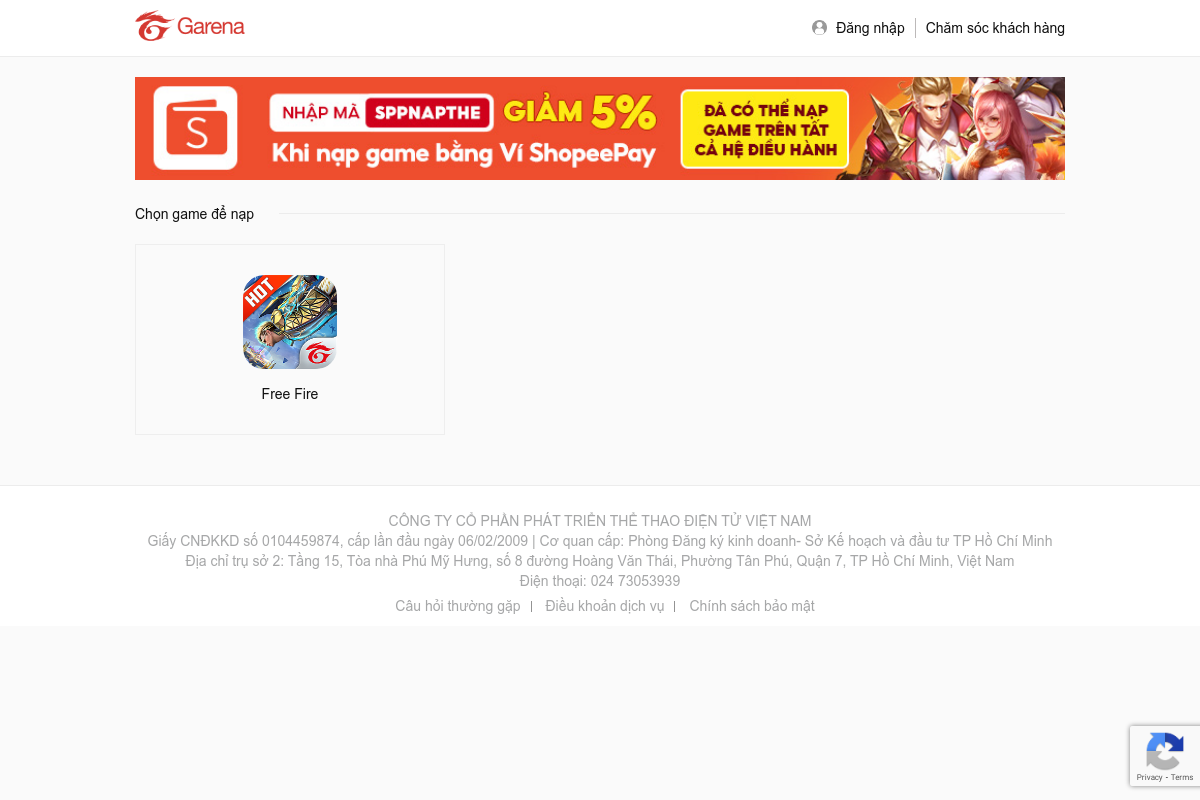 Garena
Đăng nhập
Chăm sóc khách hàng
NHẬP MÃ SPPNAPTHE GIẢM 5%
Khi nạp game bằng Ví ShopeePay
ĐÃ CÓ THỂ NẠP
GAME TRÊN TẤT
CẢ HỆ ĐIỀU HÀNH
Chọn game để nạp
HOT
Free Fire
CÔNG TY CỔ PHẦN PHÁT TRIỂN THỂ THAO ĐIỆN TỬ VIỆT NAM
Giấy CNĐKKD số 0104459874, cấp lần đầu ngày 06/02/2009 | Cơ quan cấp: Phòng Đăng ký kinh doanh- Sở Kế hoạch và đầu tư TP Hồ Chí Minh
Địa chỉ trụ sở 2: Tầng 15, Tòa nhà Phú Mỹ Hưng, số 8 đường Hoàng Văn Thái, Phường Tân Phú, Quận 7, TP Hồ Chí Minh, Việt Nam
Điện thoại: 024 73053939
Câu hỏi thường gặp | Điều khoản dịch vụ | Chính sách bảo mật
Privacy - Terms